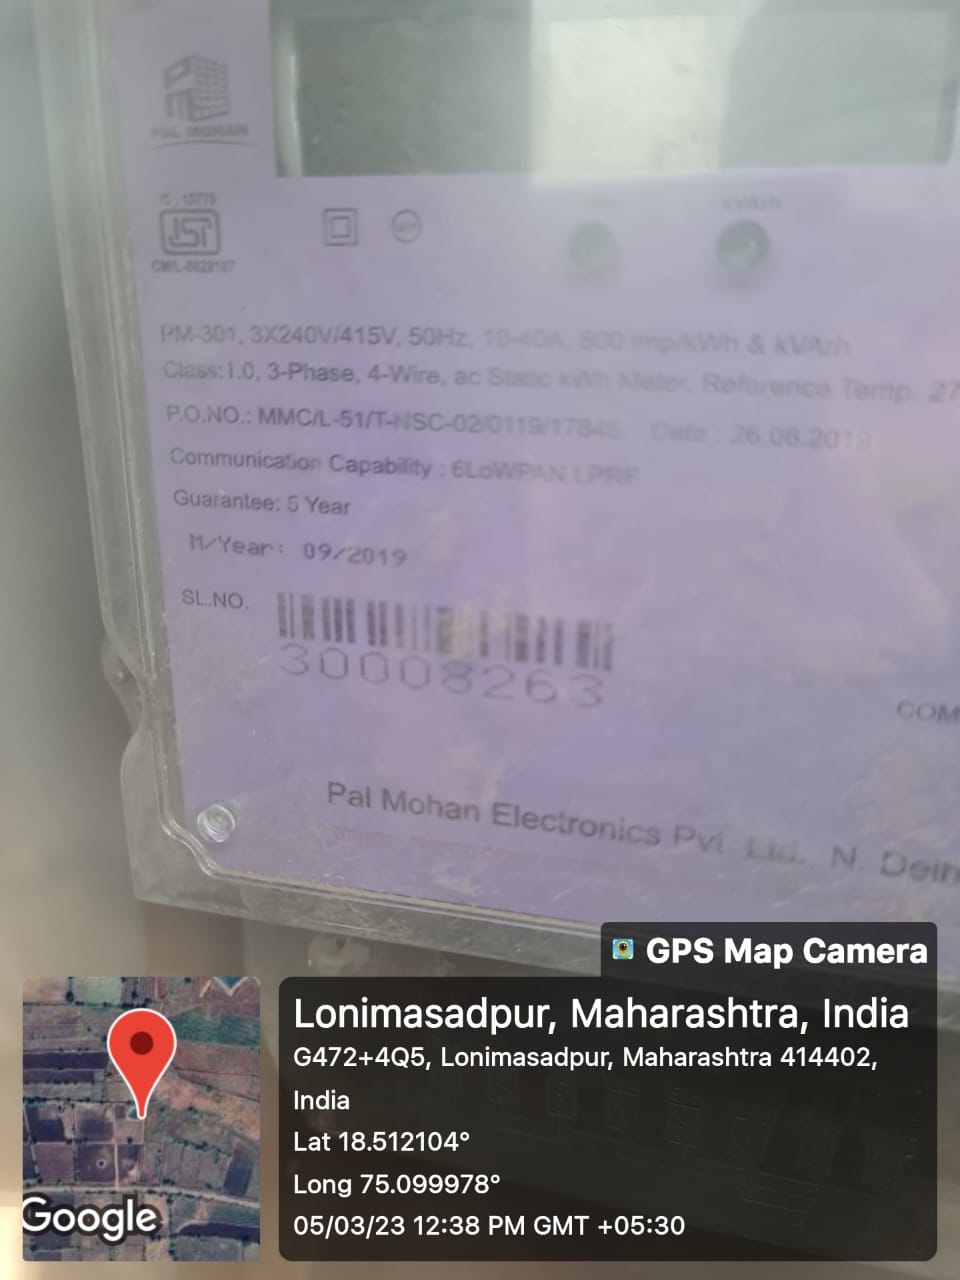 PAL MOHAN
IS : 13779
CM/L-8628167
kVArh
PM-301, 3X240V/415V, 50Hz, 10-40A, 800 imp/kWh & kVArh
Class:1.0, 3-Phase, 4-Wire, ac Static kWh Meter, Reference Temp. 27
P.O.NO.: MMC/L-51/T-NSC-02/0119/17845 Date : 26.06.2019
Communication Capability : 6LoWPAN LPRF
Guarantee: 5 Year
M/Year: 09/2019
SL.NO.
30008263
COM
Pal Mohan Electronics Pvt. Ltd., N. Delh
GPS Map Camera
Lonimasadpur, Maharashtra, India
G472+4Q5, Lonimasadpur, Maharashtra 414402,
India
Lat 18.512104°
Long 75.099978°
05/03/23 12:38 PM GMT +05:30
Google